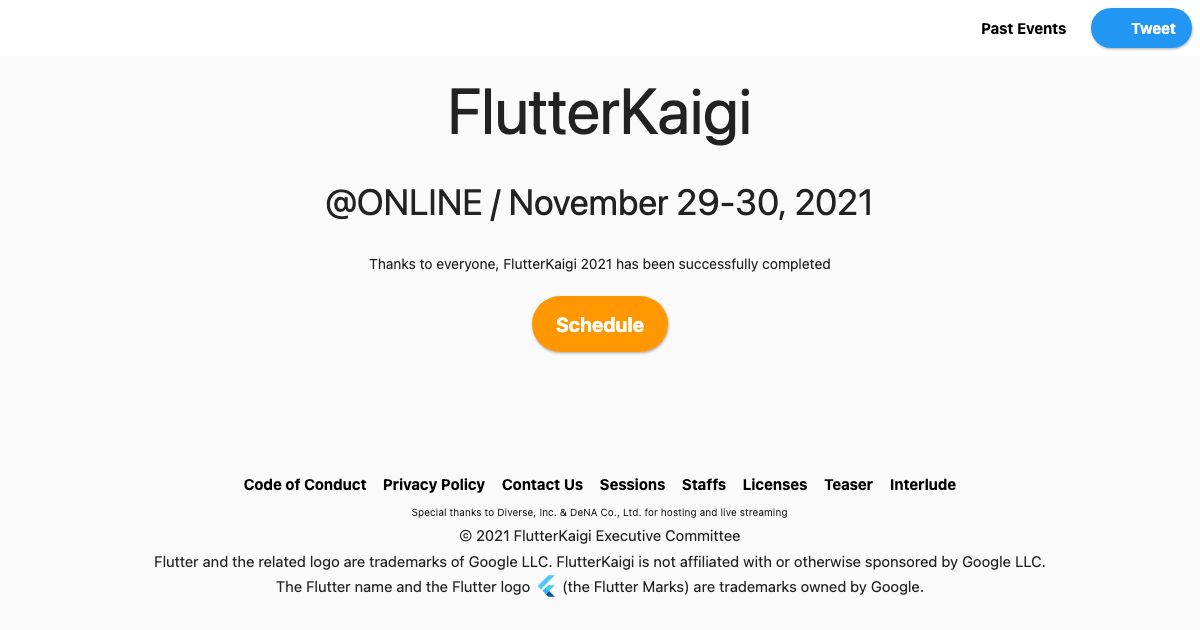 Past Events Tweet
FlutterKaigi
@ONLINE / November 29-30, 2021
Thanks to everyone, FlutterKaigi 2021 has been successfully completed
Schedule
Code of Conduct Privacy Policy Contact Us Sessions Staffs Licenses Teaser Interlude
Special thanks to Diverse, Inc. & DeNA Co., Ltd. for hosting and live streaming
© 2021 FlutterKaigi Executive Committee
Flutter and the related logo are trademarks of Google LLC. FlutterKaigi is not affiliated with or otherwise sponsored by Google LLC.
The Flutter name and the Flutter logo (the Flutter Marks) are trademarks owned by Google.